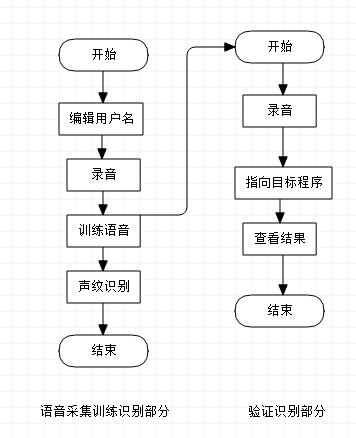 开始
编辑用户名
录音
训练语音
声纹识别
结束
语音采集训练识别部分
开始
录音
指向目标程序
查看结果
结束
验证识别部分